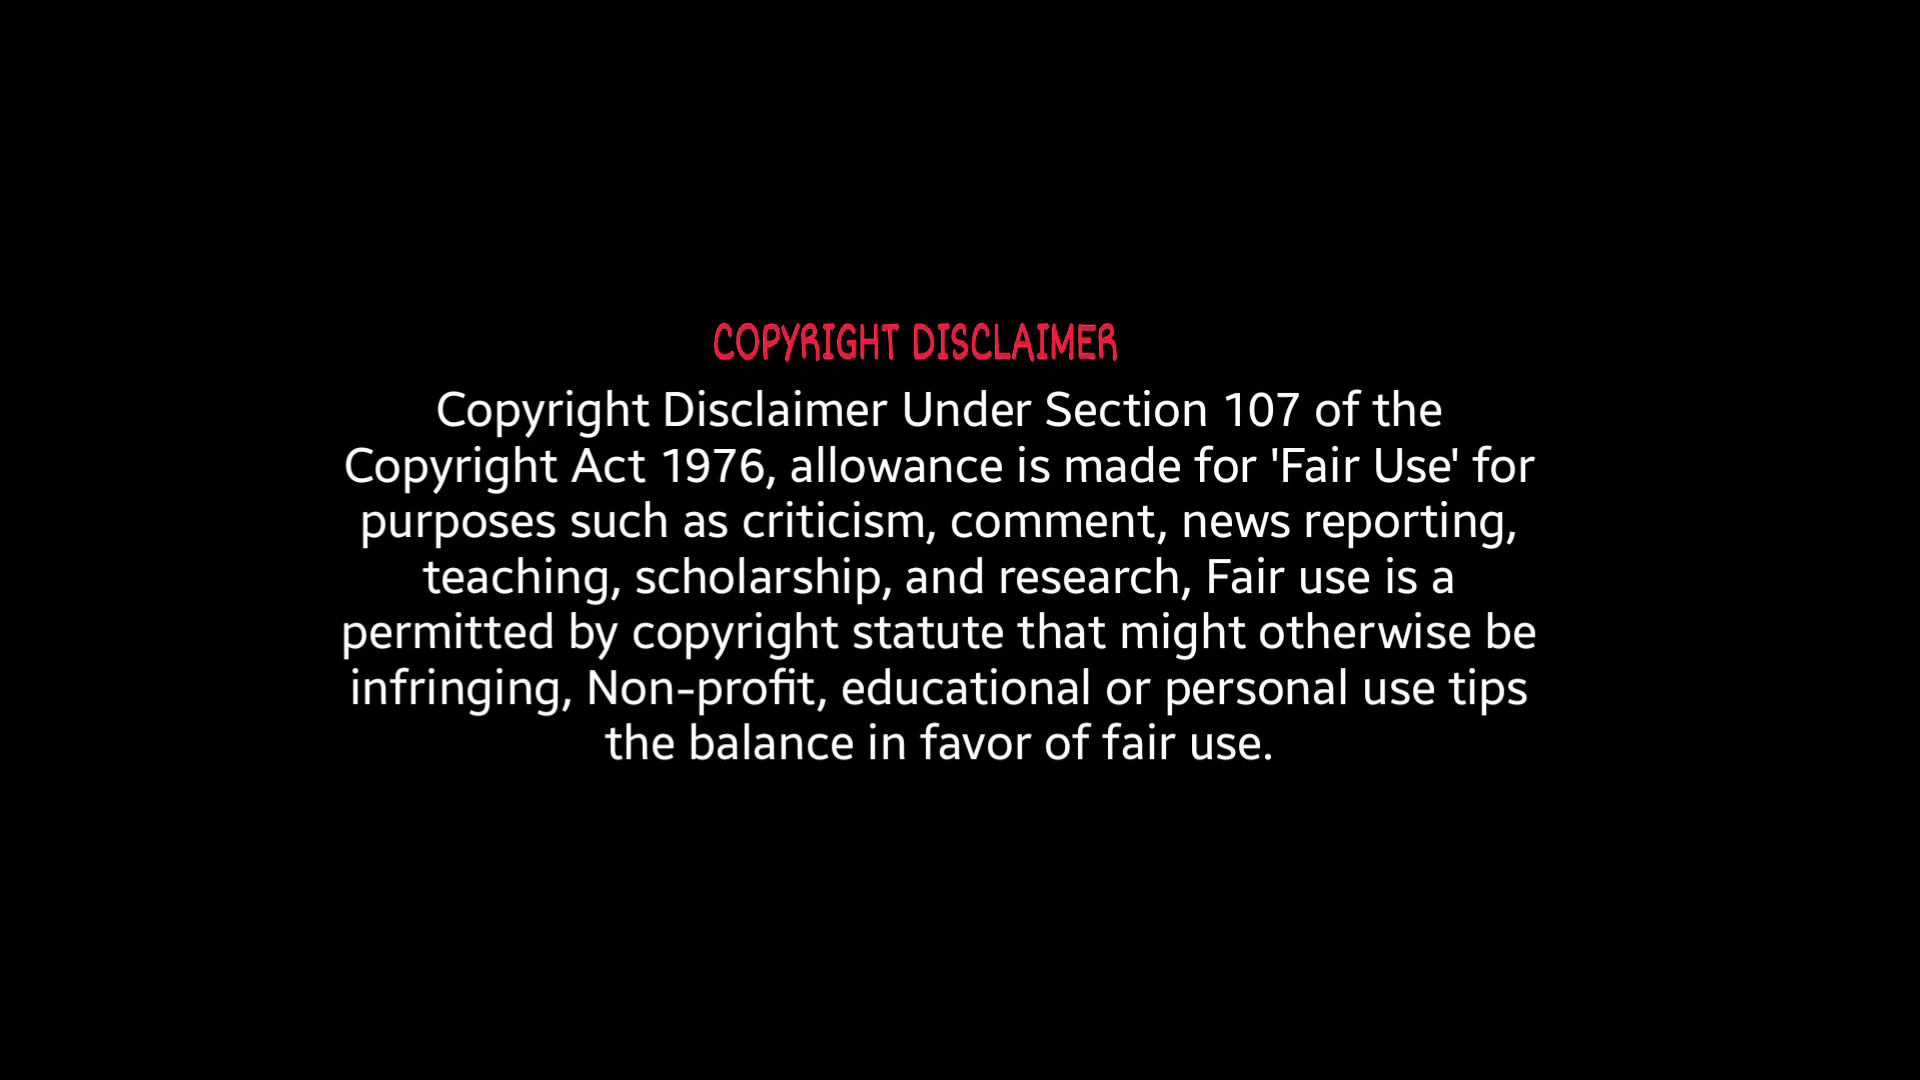 COPYRIGHT DISCLAIMER
Copyright Disclaimer Under Section 107 of the
Copyright Act 1976, allowance is made for 'Fair Use' for
purposes such as criticism, comment, news reporting,
teaching, scholarship, and research, Fair use is a
permitted by copyright statute that might otherwise be
infringing, Non-profit, educational or personal use tips
the balance in favor of fair use.